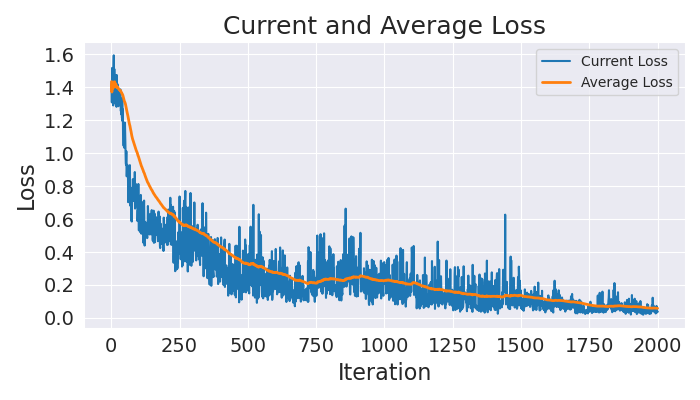 Current and Average Loss
Current Loss
Average Loss
Loss
1.6
1.4
1.2
1.0
0.8
0.6
0.4
0.2
0.0
0 250 500 750 1000 1250 1500 1750 2000
Iteration